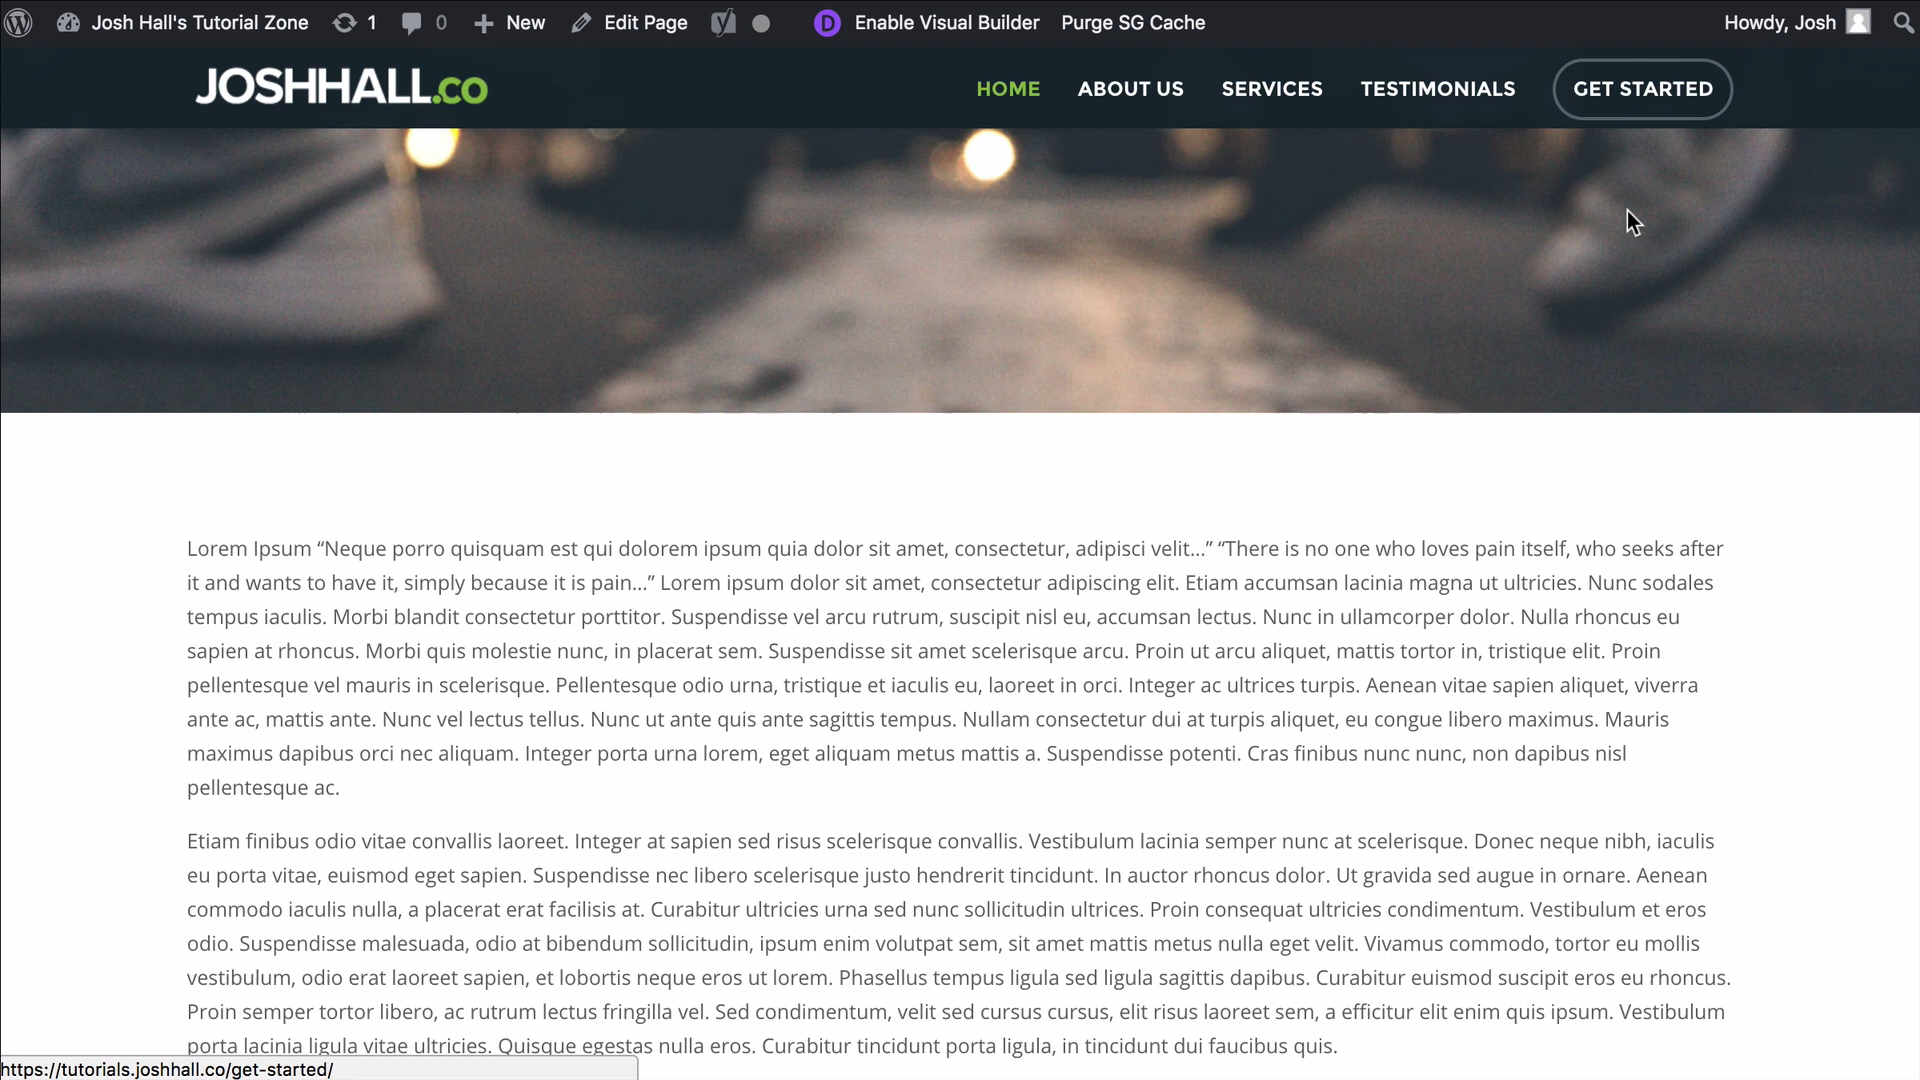 Josh Hall's Tutorial Zone 1 0 New Edit Page Enable Visual Builder Purge SG Cache Howdy, Josh
JOSHHALL.co HOME ABOUT US SERVICES TESTIMONIALS GET STARTED
Lorem Ipsum “Neque porro quisquam est qui dolorem ipsum quia dolor sit amet, consectetur, adipisci velit…” “There is no one who loves pain itself, who seeks after
it and wants to have it, simply because it is pain…” Lorem ipsum dolor sit amet, consectetur adipiscing elit. Etiam accumsan lacinia magna ut ultricies. Nunc sodales
tempus iaculis. Morbi blandit consectetur porttitor. Suspendisse vel arcu rutrum, suscipit nisl eu, accumsan lectus. Nunc in ullamcorper dolor. Nulla rhoncus eu
sapien at rhoncus. Morbi quis molestie nunc, in placerat sem. Suspendisse sit amet scelerisque arcu. Proin ut arcu aliquet, mattis tortor in, tristique elit. Proin
pellentesque vel mauris in scelerisque. Pellentesque odio urna, tristique et iaculis eu, laoreet in orci. Integer ac ultrices turpis. Aenean vitae sapien aliquet, viverra
ante ac, mattis ante. Nunc vel lectus tellus. Nunc ut ante quis ante sagittis tempus. Nullam consectetur dui at turpis aliquet, eu congue libero maximus. Mauris
maximus dapibus orci nec aliquam. Integer porta urna lorem, eget aliquam metus mattis a. Suspendisse potenti. Cras finibus nunc nunc, non dapibus nisl
pellentesque ac.
Etiam finibus odio vitae convallis laoreet. Integer at sapien sed risus scelerisque convallis. Vestibulum lacinia semper nunc at scelerisque. Donec neque nibh, iaculis
eu porta vitae, euismod eget sapien. Suspendisse nec libero scelerisque justo hendrerit tincidunt. In auctor rhoncus dolor. Ut gravida sed augue in ornare. Aenean
commodo iaculis nulla, a placerat erat facilisis at. Curabitur ultricies urna sed nunc sollicitudin ultrices. Proin consequat ultricies condimentum. Vestibulum et eros
odio. Suspendisse malesuada, odio at bibendum sollicitudin, ipsum enim volutpat sem, sit amet mattis metus nulla eget velit. Vivamus commodo, tortor eu mollis
vestibulum, odio erat laoreet sapien, et lobortis neque eros ut lorem. Phasellus tempus ligula sed ligula sagittis dapibus. Curabitur euismod suscipit eros eu rhoncus.
Proin semper tortor libero, ac rutrum lectus fringilla vel. Sed condimentum, velit sed cursus cursus, elit risus laoreet sem, a efficitur elit enim quis ipsum. Vestibulum
porta lacinia ligula vitae ultricies. Quisque egestas nulla eros. Curabitur tincidunt porta ligula, in tincidunt dui faucibus quis.
https://tutorials.joshhall.co/get-started/